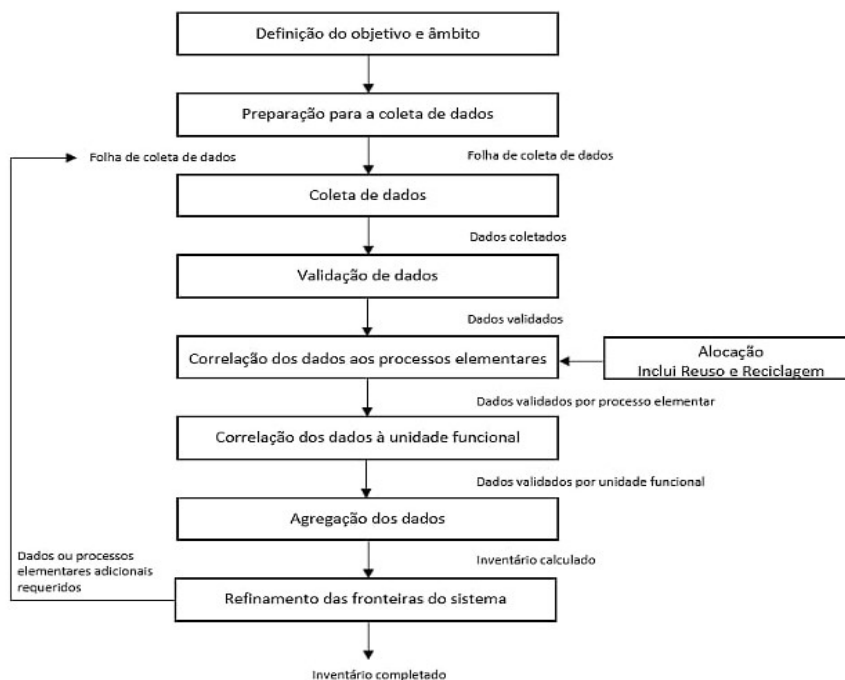 Definição do objetivo e âmbito
Preparação para a coleta de dados
Folha de coleta de dados
Folha de coleta de dados
Coleta de dados
Dados coletados
Validação de dados
Dados validados
Correlação dos dados aos processos elementares
Alocação
Inclui Reuso e Reciclagem
Dados validados por processo elementar
Correlação dos dados à unidade funcional
Dados validados por unidade funcional
Agregação dos dados
Dados ou processos
elementares adicionais
requeridos
Inventário calculado
Refinamento das fronteiras do sistema
Inventário completado